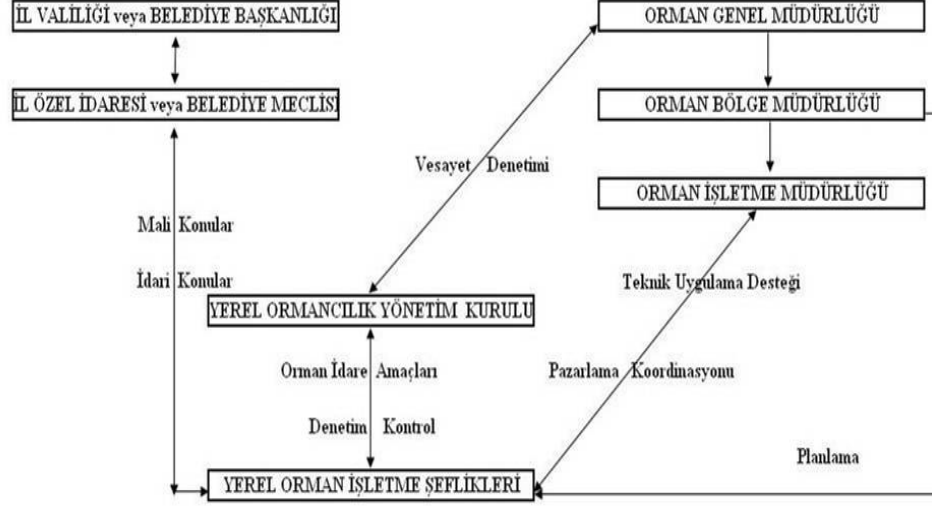 İL VALİLİĞİ veya BELEDİYE BAŞKANLIĞI
ORMAN GENEL MÜDÜRLÜĞÜ
İL ÖZEL İDARESİ veya BELEDİYE MECLİSİ
ORMAN BÖLGE MÜDÜRLÜĞÜ
Vesayet Denetimi
ORMAN İŞLETME MÜDÜRLÜĞÜ
Mali Konular
İdari Konular
Teknik Uygulama Desteği
YEREL ORMANCILIK YÖNETİM KURULU
Orman İdare Amaçları
Pazarlama Koordinasyonu
Denetim Kontrol
Planlama
YEREL ORMAN İŞLETME ŞEFLİKLERİ